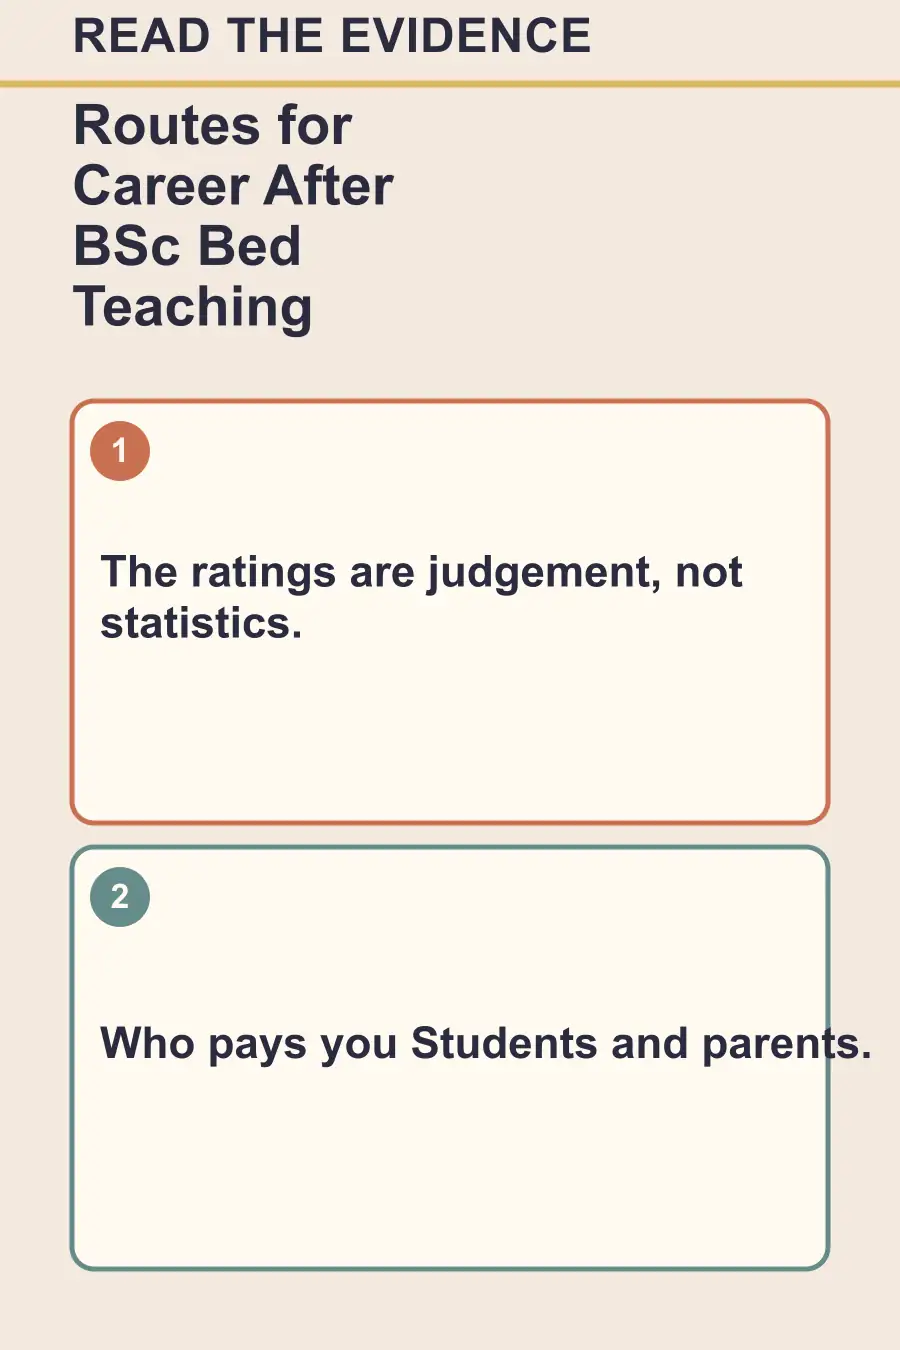 READ THE EVIDENCE
Routes for
Career After
BSc Bed
Teaching
1
The ratings are judgement, not
statistics.
2
Who pays you Students and parents.